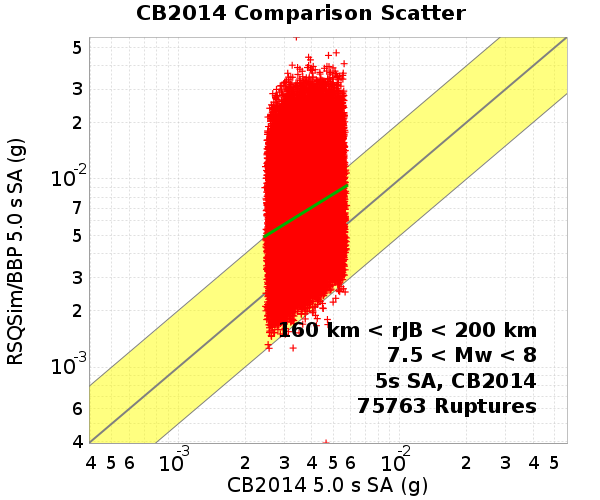 CB2014 Comparison Scatter
RSQSim/BBP 5.0 s SA (g)
5
3
2
10-2
7
5
3
2
10-3
6
4
160 km < rJB < 200 km
7.5 < Mw < 8
5s SA, CB2014
75763 Ruptures
4 5 6 10-3 2 3 4 5 6 10-2 2 3 4 5
CB2014 5.0 s SA (g)